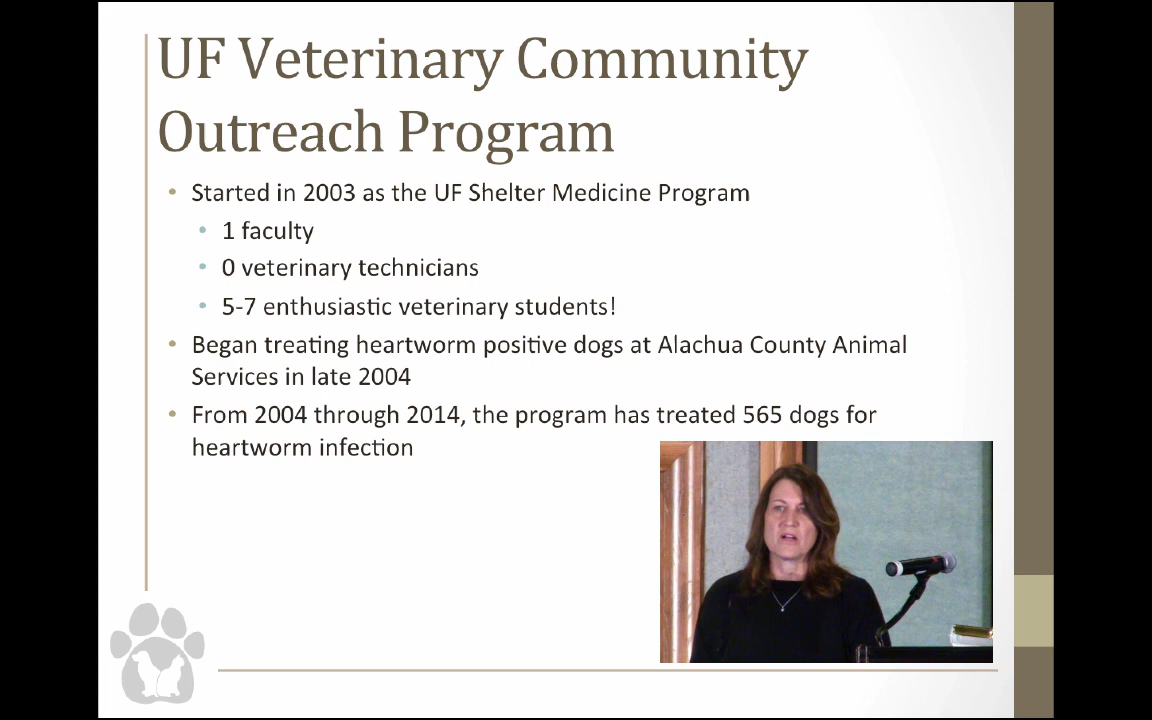 UF Veterinary Community
Outreach Program
• Started in 2003 as the UF Shelter Medicine Program
• 1 faculty
• 0 veterinary technicians
• 5-7 enthusiastic veterinary students!
• Began treating heartworm positive dogs at Alachua County Animal
Services in late 2004
• From 2004 through 2014, the program has treated 565 dogs for
heartworm infection